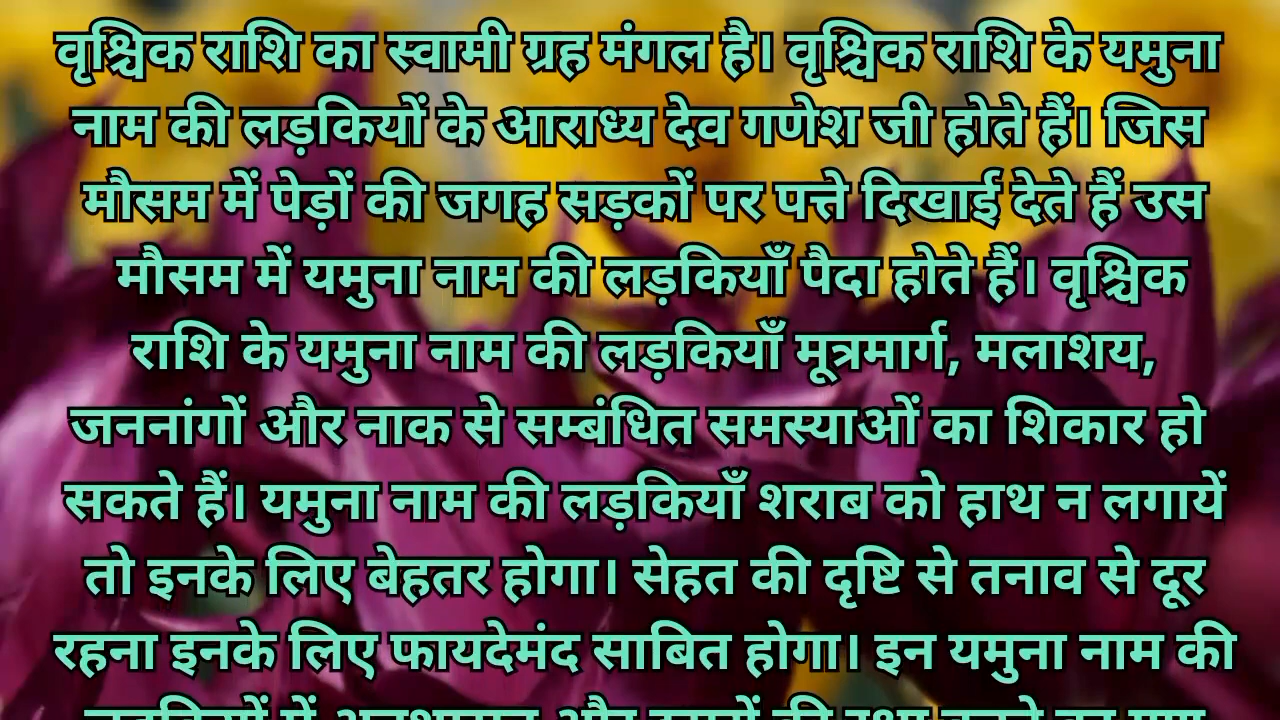 वृश्चिक राशि का स्वामी ग्रह मंगल है। वृश्चिक राशि के यमुना
नाम की लड़कियों के आराध्य देव गणेश जी होते हैं। जिस
मौसम में पेड़ों की जगह सड़कों पर पत्ते दिखाई देते हैं उस
मौसम में यमुना नाम की लड़कियाँ पैदा होते हैं। वृश्चिक
राशि के यमुना नाम की लड़कियाँ मूत्रमार्ग, मलाशय,
जननांगों और नाक से सम्बंधित समस्याओं का शिकार हो
सकते हैं। यमुना नाम की लड़कियाँ शराब को हाथ न लगायें
तो इनके लिए बेहतर होगा। सेहत की दृष्टि से तनाव से दूर
रहना इनके लिए फायदेमंद साबित होगा। इन यमुना नाम की